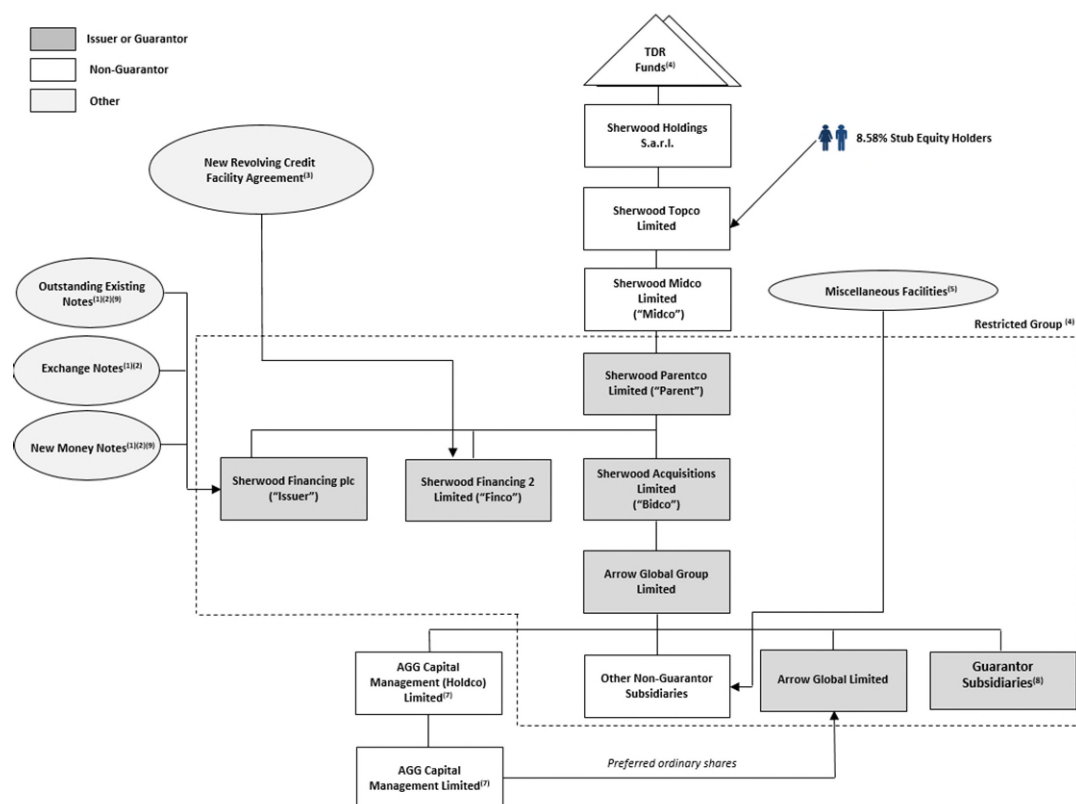 Issuer or Guarantor
Non-Guarantor
Other
TDR
Funds(4)
Sherwood Holdings
S.a.r.l.
8.58% Stub Equity Holders
New Revolving Credit
Facility Agreement(3)
Sherwood Topco
Limited
Outstanding Existing
Notes(1)(2)(9)
Sherwood Midco
Limited
("Midco")
Miscellaneous Facilities(5)
Restricted Group (4)
Exchange Notes(1)(2)
Sherwood Parentco
Limited ("Parent")
New Money Notes(1)(2)(9)
Sherwood Financing plc
("Issuer")
Sherwood Financing 2
Limited ("Finco")
Sherwood Acquisitions
Limited
("Bidco")
Arrow Global Group
Limited
AGG Capital
Management (Holdco)
Limited(7)
Other Non-Guarantor
Subsidiaries
Arrow Global Limited
Guarantor
Subsidiaries(8)
AGG Capital
Management Limited(7)
Preferred ordinary shares